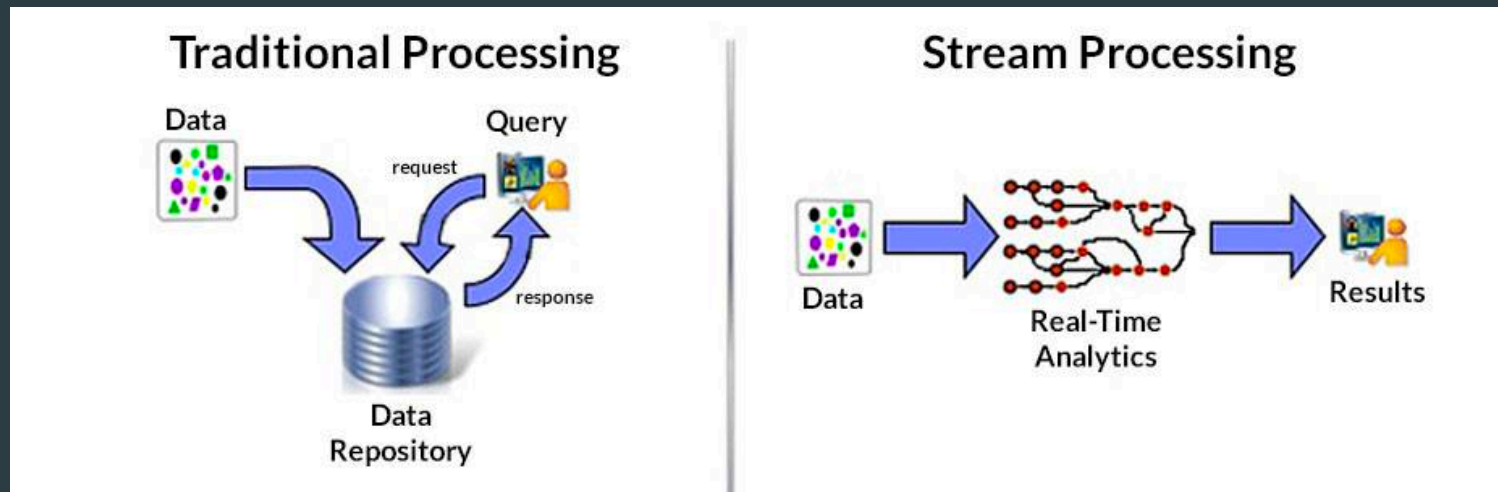 Traditional Processing
Data
Query
request
response
Data
Repository
Stream Processing
Data
Real-Time
Analytics
Results